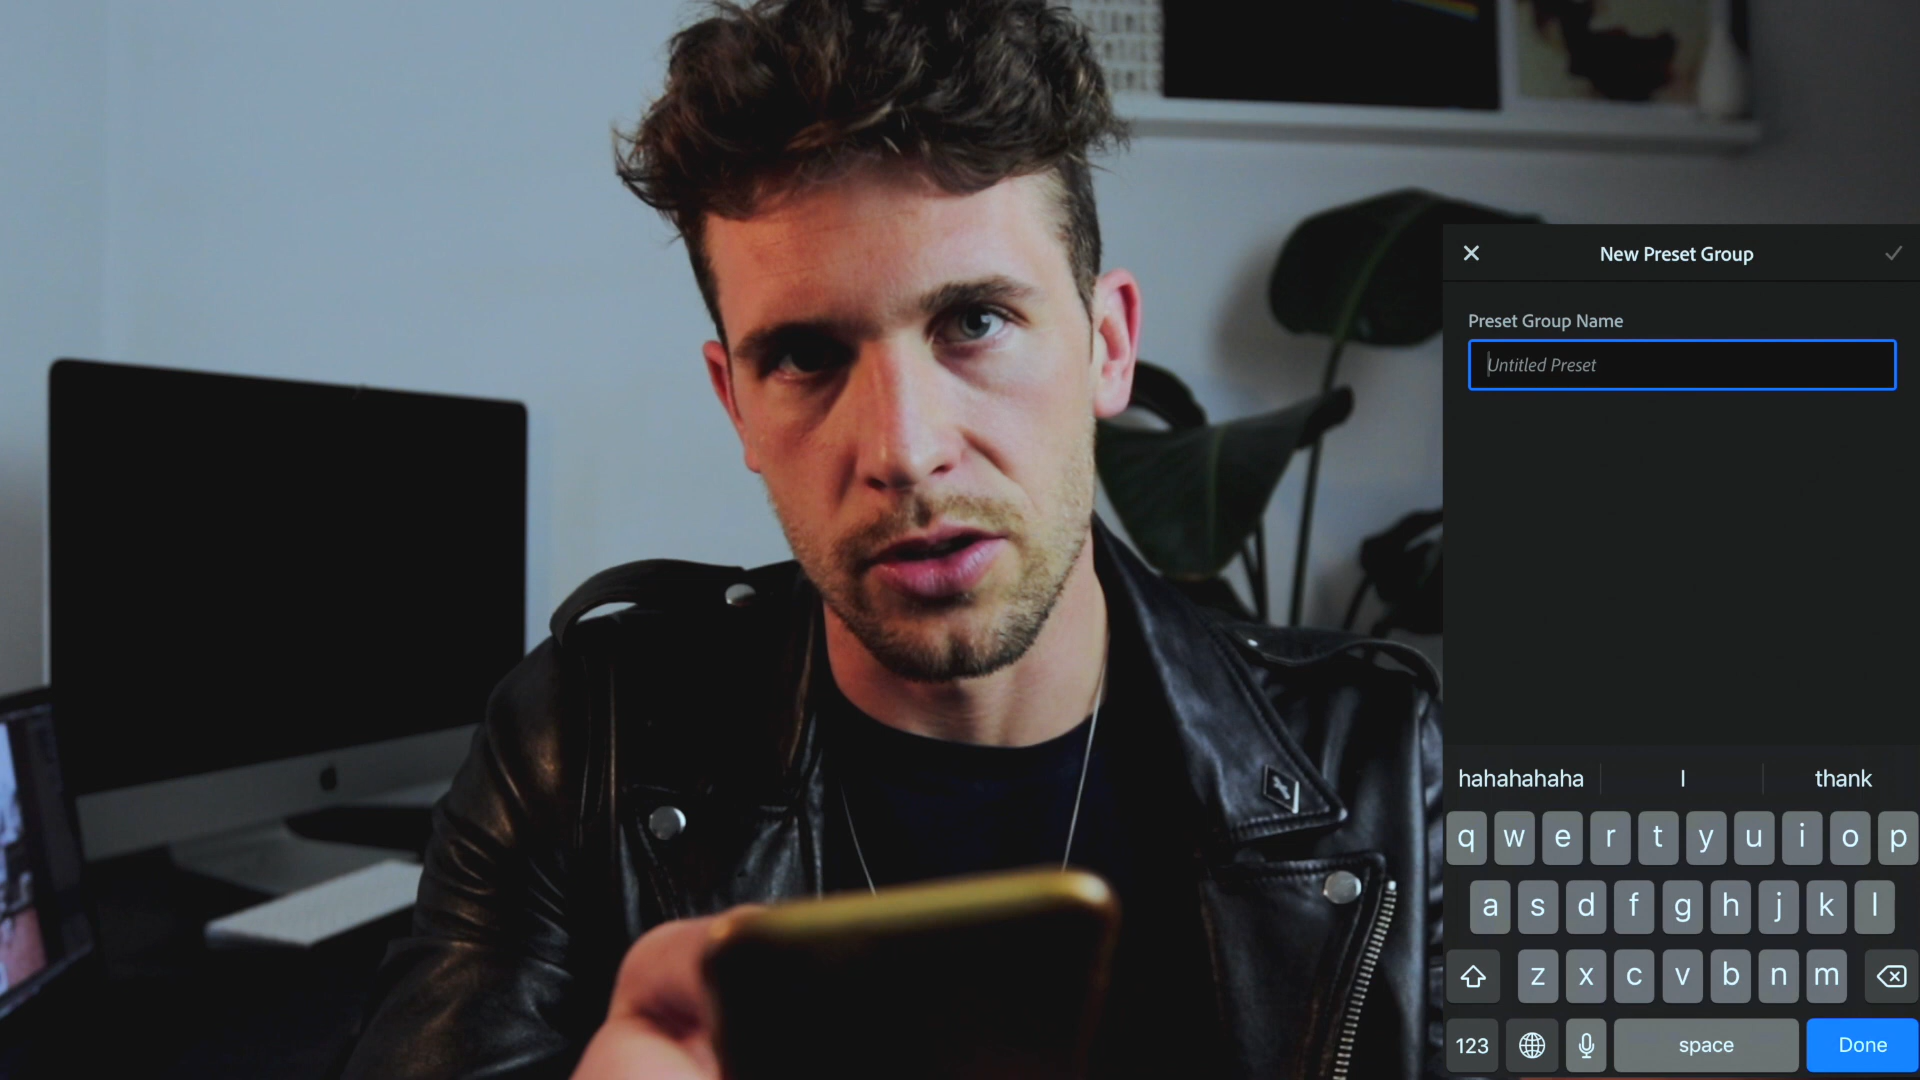 New Preset Group
Preset Group Name
Untitled Preset
hahahahaha I thank
q w e r t y u i o p
a s d f g h j k l
z x c v b n m
123 space Done